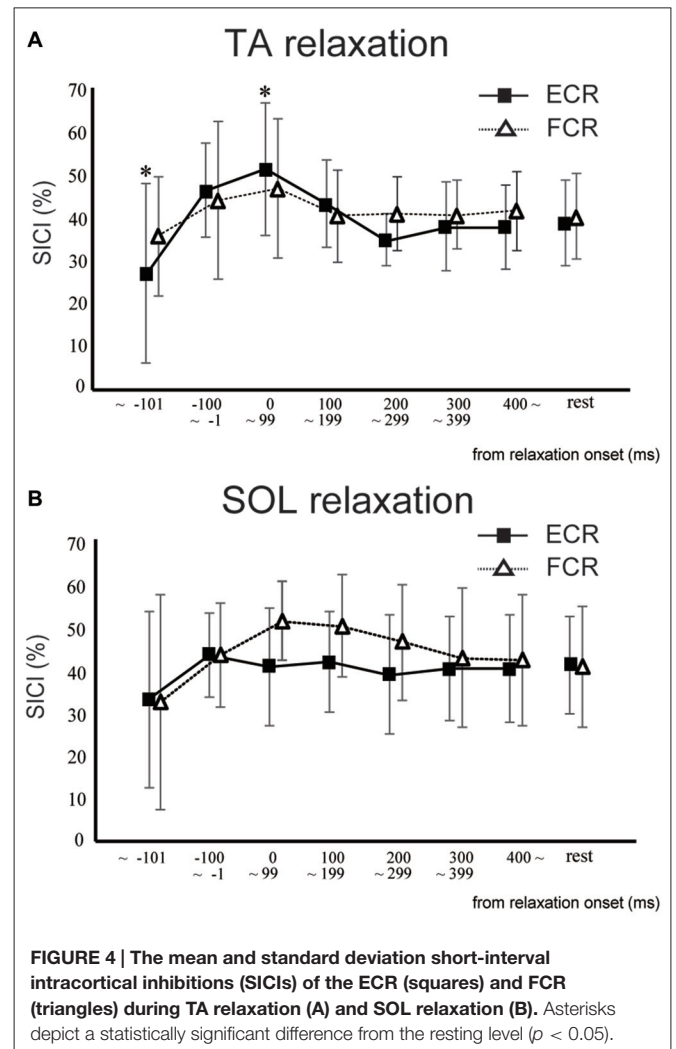 A
TA relaxation
70
60
50
40
30
20
10
0
SICI (%)
*
*
ECR
FCR
~ -101 -100 0 100 200 300 400 ~ rest
~ -1 ~ 99 ~ 199 ~ 299 ~ 399
from relaxation onset (ms)
B
SOL relaxation
70
60
50
40
30
20
10
0
SICI (%)
ECR
FCR
~ -101 -100 0 100 200 300 400 ~ rest
~ -1 ~ 99 ~ 199 ~ 299 ~ 399
from relaxation onset (ms)
FIGURE 4 | The mean and standard deviation short-interval
intracortical inhibitions (SICIs) of the ECR (squares) and FCR
(triangles) during TA relaxation (A) and SOL relaxation (B). Asterisks
depict a statistically significant difference from the resting level (p < 0.05).